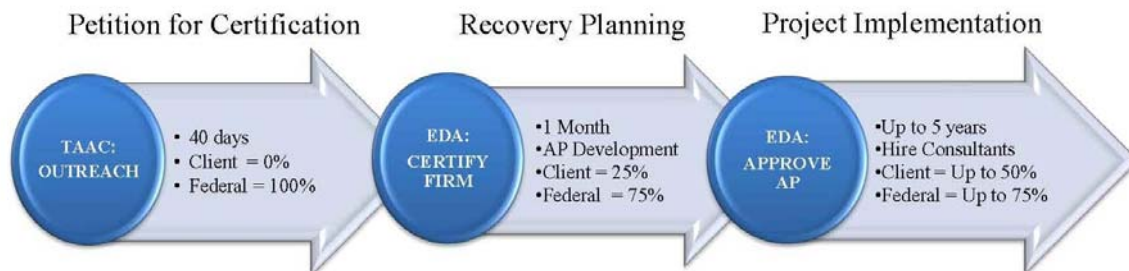 Petition for Certification
Recovery Planning
Project Implementation
TAAC:
OUTREACH
• 40 days
• Client = 0%
• Federal = 100%
EDA:
CERTIFY
FIRM
•1 Month
•AP Development
•Client = 25%
•Federal = 75%
EDA:
APPROVE
AP
•Up to 5 years
•Hire Consultants
•Client = Up to 50%
•Federal = Up to 75%